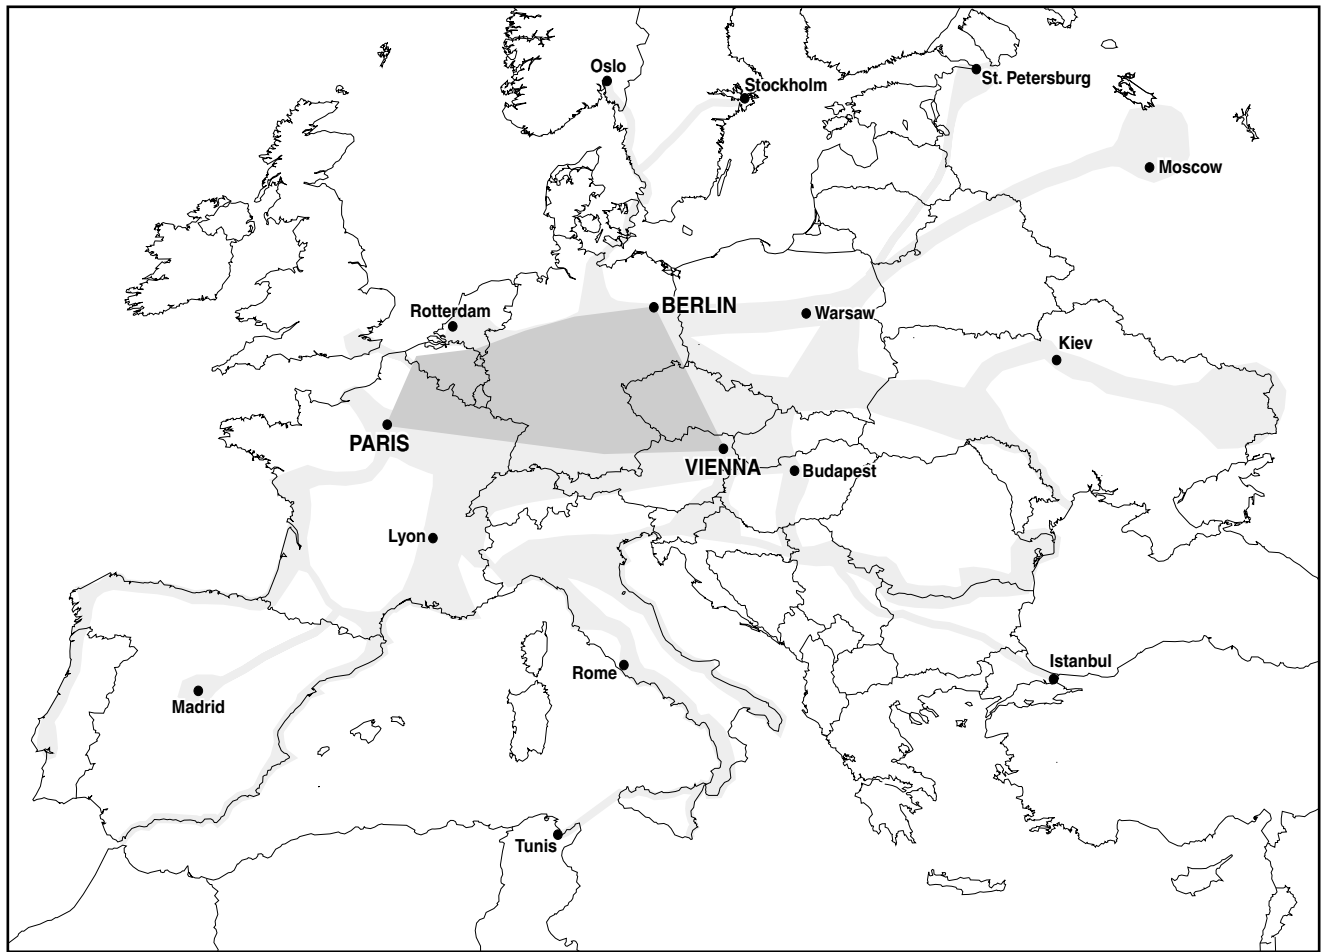 Oslo
St. Petersburg
Stockholm
Moscow
BERLIN
Rotterdam
Warsaw
Kiev
PARIS
VIENNA
Budapest
Lyon
Istanbul
Rome
Madrid
Tunis